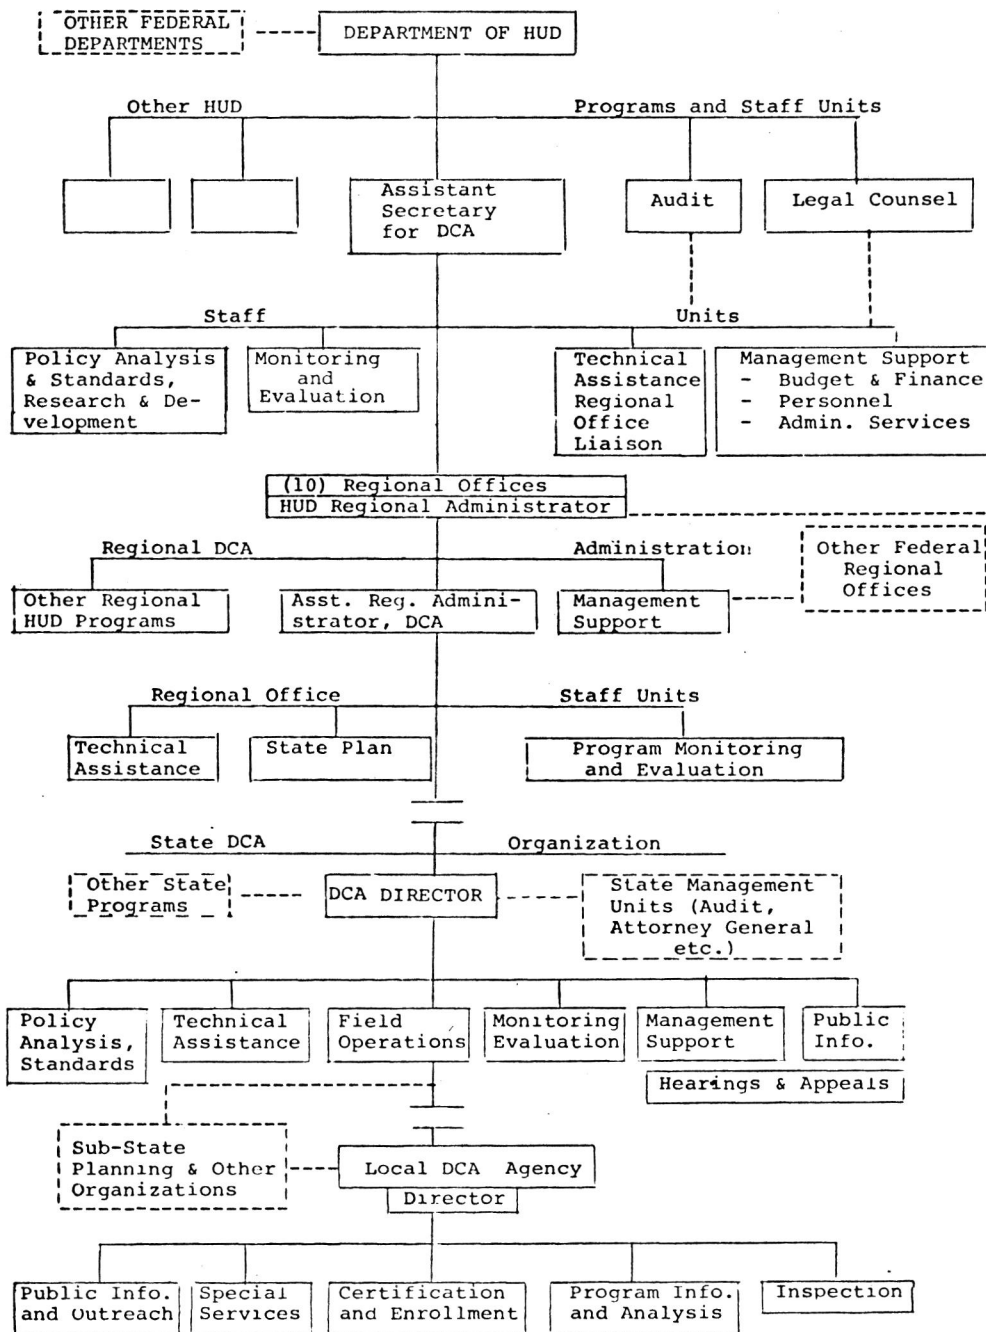 OTHER FEDERAL
DEPARTMENTS
DEPARTMENT OF HUD
Other HUD
Programs and Staff Units
Assistant
Secretary
for DCA
Audit
Legal Counsel
Staff
Units
Policy Analysis
& Standards,
Research & De-
velopment
Monitoring
and
Evaluation
Technical
Assistance
Regional
Office
Liaison
Management Support
- Budget & Finance
- Personnel
- Admin. Services
(10) Regional Offices
HUD Regional Administrator
Regional DCA
Administration
Other Federal
Regional
Offices
Other Regional
HUD Programs
Asst. Reg. Admini-
strator, DCA
Management
Support
Regional Office
Staff Units
Technical
Assistance
State Plan
Program Monitoring
and Evaluation
State DCA
Organization
Other State
Programs
DCA DIRECTOR
State Management
Units (Audit,
Attorney General
etc.)
Policy
Analysis,
Standards
Technical
Assistance
Field
Operations
Monitoring
Evaluation
Management
Support
Public
Info.
Hearings & Appeals
Sub-State
Planning & Other
Organizations
Local DCA Agency
Director
Public Info.
and Outreach
Special
Services
Certification
and Enrollment
Program Info.
and Analysis
Inspection